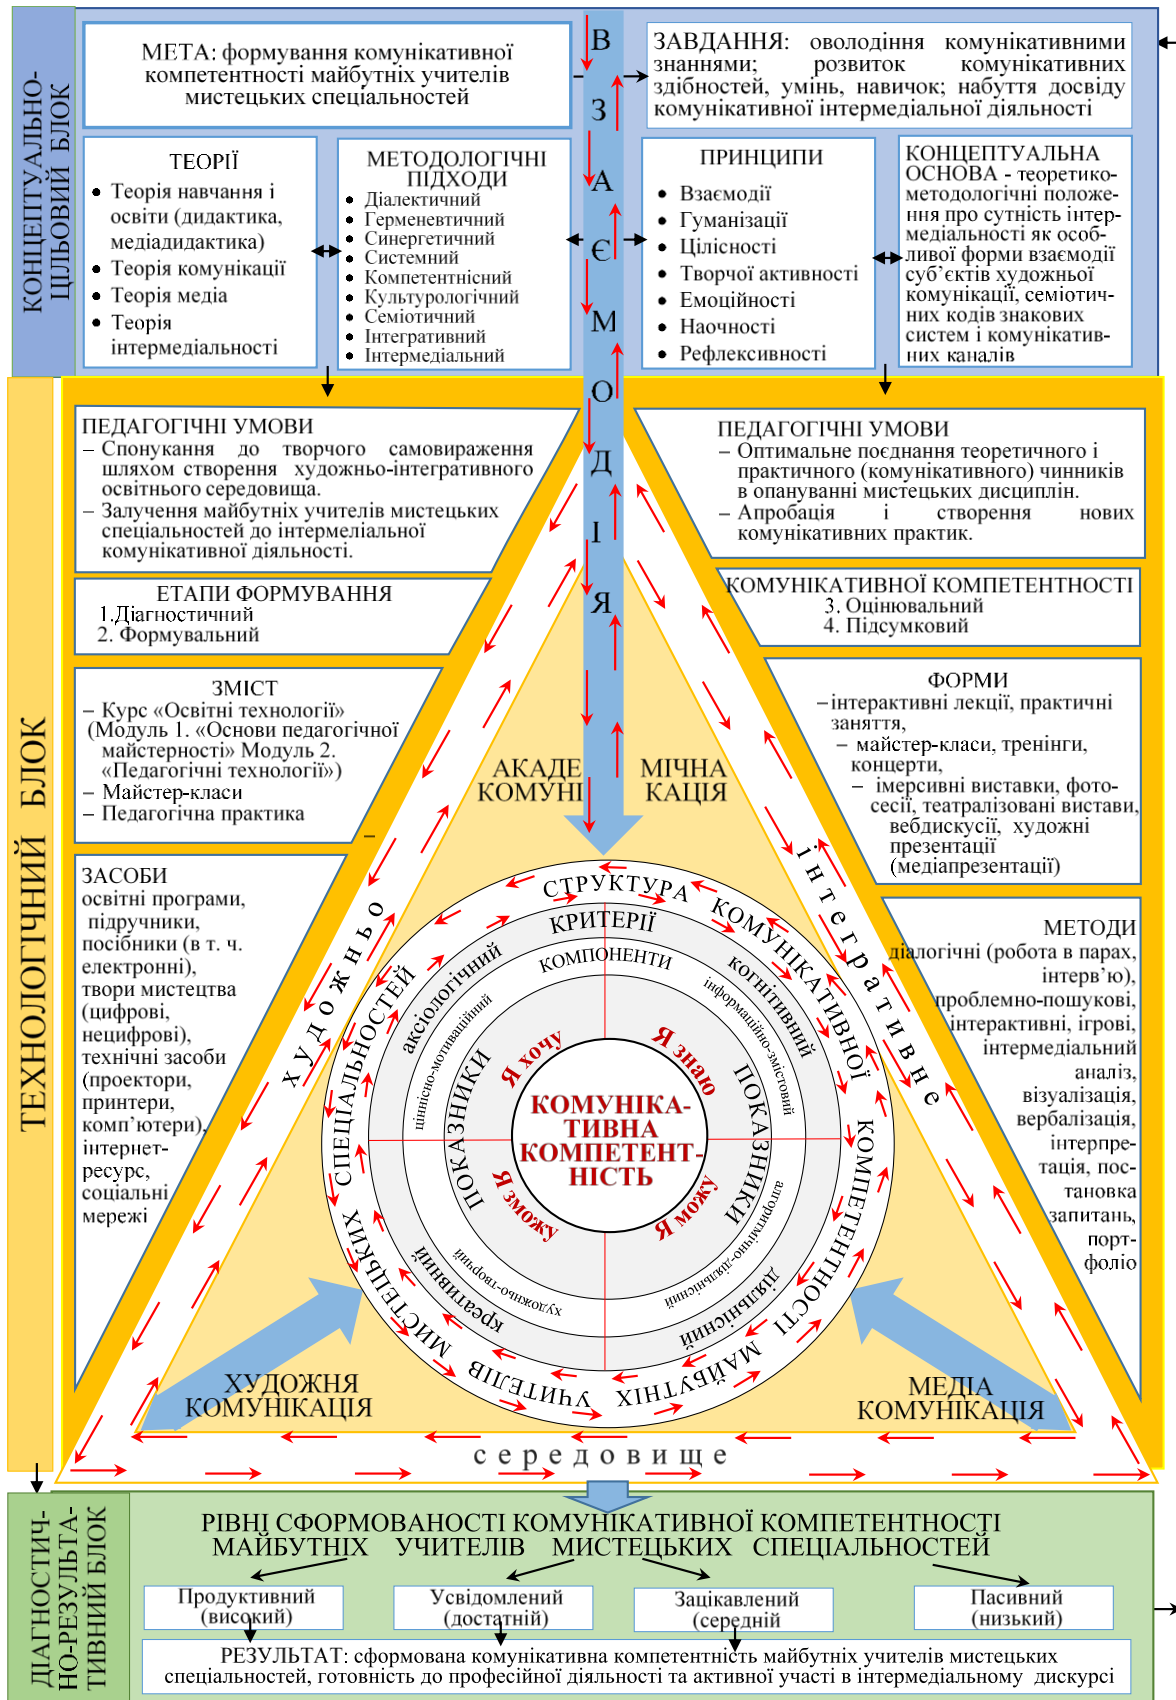 КОНЦЕПТУАЛЬНО-
ЦІЛЬОВИЙ БЛОК
МЕТА: формування комунікативної
компетентності майбутніх учителів
мистецьких спеціальностей
ЗАВДАННЯ: оволодіння комунікативними
знаннями; розвиток комунікативних
здібностей, умінь, навичок; набуття досвіду
комунікативної інтермедіальної діяльності
В
З
А
Є
М
О
Д
І
Я
ТЕОРІЇ
• Теорія навчання і
освіти (дидактика,
медіадидактика)
• Теорія комунікації
• Теорія медіа
• Теорія
інтермедіальності
МЕТОДОЛОГІЧНІ
ПІДХОДИ
• Діалектичний
• Герменевтичний
• Синергетичний
• Системний
• Компетентнісний
• Культурологічний
• Семіотичний
• Інтегративний
• Інтермедіальний
ПРИНЦИПИ
• Взаємодії
• Гуманізації
• Цілісності
• Творчої активності
• Емоційності
• Наочності
• Рефлексивності
КОНЦЕПТУАЛЬНА
ОСНОВА - теоретико-
методологічні положе-
ння про сутність інтер-
медіальності як особ-
ливої форми взаємодії
суб’єктів художньої
комунікації, семіотич-
них кодів знакових
систем і комунікатив-
них каналів
ТЕХНОЛОГІЧНИЙ БЛОК
ПЕДАГОГІЧНІ УМОВИ
– Спонукання до творчого самовираження
шляхом створення художньо-інтегративного
освітнього середовища.
– Залучення майбутніх учителів мистецьких
спеціальностей до інтермеліальної
комунікативної діяльності.
ПЕДАГОГІЧНІ УМОВИ
– Оптимальне поєднання теоретичного і
практичного (комунікативного) чинників
в опануванні мистецьких дисциплін.
– Апробація і створення нових
комунікативних практик.
ЕТАПИ ФОРМУВАННЯ
1.Діагностичний
2. Формувальний
КОМУНІКАТИВНОЇ КОМПЕТЕНТНОСТІ
3. Оцінювальний
4. Підсумковий
ЗМІСТ
– Курс «Освітні технології»
(Модуль 1. «Основи педагогічної
майстерності» Модуль 2.
«Педагогічні технології»)
– Майстер-класи
– Педагогічна практика
–
ФОРМИ
–інтерактивні лекції, практичні
заняття,
– майстер-класи, тренінги,
концерти,
– імерсивні виставки, фото-
сесії, театралізовані вистави,
вебдискусії, художні
презентації
(медіапрезентації)
ЗАСОБИ
освітні програми,
підручники,
посібники (в т. ч.
електронні),
твори мистецтва
(цифрові,
нецифрові),
технічні засоби
(проектори,
принтери,
комп’ютери),
інтернет-
ресурс,
соціальні
мережі
МЕТОДИ
діалогічні (робота в парах,
інтерв’ю),
проблемно-пошукові,
інтерактивні, ігрові,
інтермедіальний
аналіз,
візуалізація,
вербалізація,
інтерпре-
тація, пос-
тановка
запитань,
порт-
фоліо
художньо
інтегративне
середовище
АКАДЕ МІЧНА
КОМУНІ КАЦІЯ
ХУДОЖНЯ
КОМУНІКАЦІЯ
МЕДІА
КОМУНІКАЦІЯ
СТРУКТУРА КОМУНІКАТИВНОЇ КОМПЕТЕНТНОСТІ МАЙБУТНІХ УЧИТЕЛІВ МИСТЕЦЬКИХ СПЕЦІАЛЬНОСТЕЙ
КРИТЕРІЇ
аксіологічний
когнітивний
діяльнісний
креативний
КОМПОНЕНТИ
ціннісно-мотиваційний
інформаційно-змістовий
алгоритмічно-діяльнісний
художньо-творчий
ПОКАЗНИКИ
ПОКАЗНИКИ
Я хочу
Я знаю
Я можу
Я зможу
КОМУНІКА-
ТИВНА
КОМПЕТЕНТ-
НІСТЬ
ДІАГНОСТИЧ-
НО-РЕЗУЛЬТА-
ТИВНИЙ БЛОК
РІВНІ СФОРМОВАНОСТІ КОМУНІКАТИВНОЇ КОМПЕТЕНТНОСТІ
МАЙБУТНІХ УЧИТЕЛІВ МИСТЕЦЬКИХ СПЕЦІАЛЬНОСТЕЙ
Продуктивний
(високий)
Усвідомлений
(достатній)
Зацікавлений
(середній
Пасивний
(низький)
РЕЗУЛЬТАТ: сформована комунікативна компетентність майбутніх учителів мистецьких
спеціальностей, готовність до професійної діяльності та активної участі в інтермедіальному дискурсі